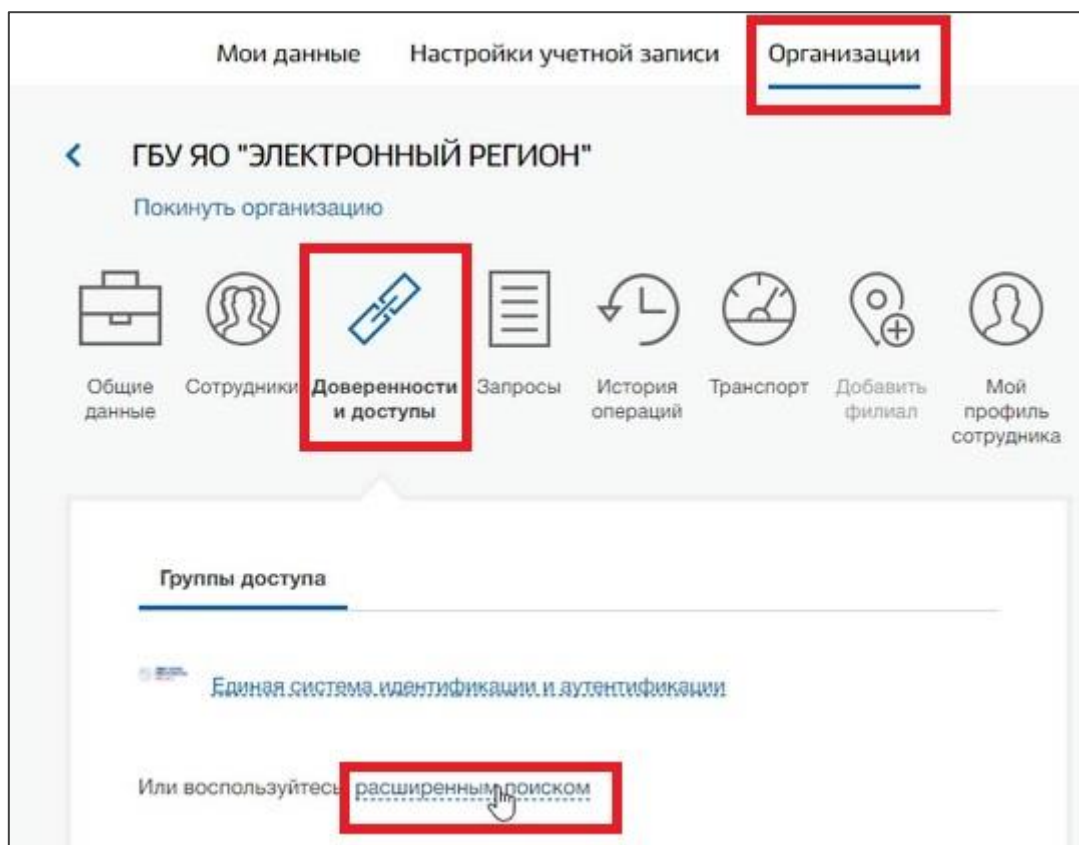 Мои данные Настройки учетной записи Организации
ГБУ ЯО "ЭЛЕКТРОННЫЙ РЕГИОН"
Покинуть организацию
Общие данные
Сотрудники
Доверенности и доступы
Запросы
История операций
Транспорт
Добавить филиал
Мой профиль сотрудника
Группы доступа
Единая система идентификации и аутентификации
Или воспользуйтесь расширенным поиском